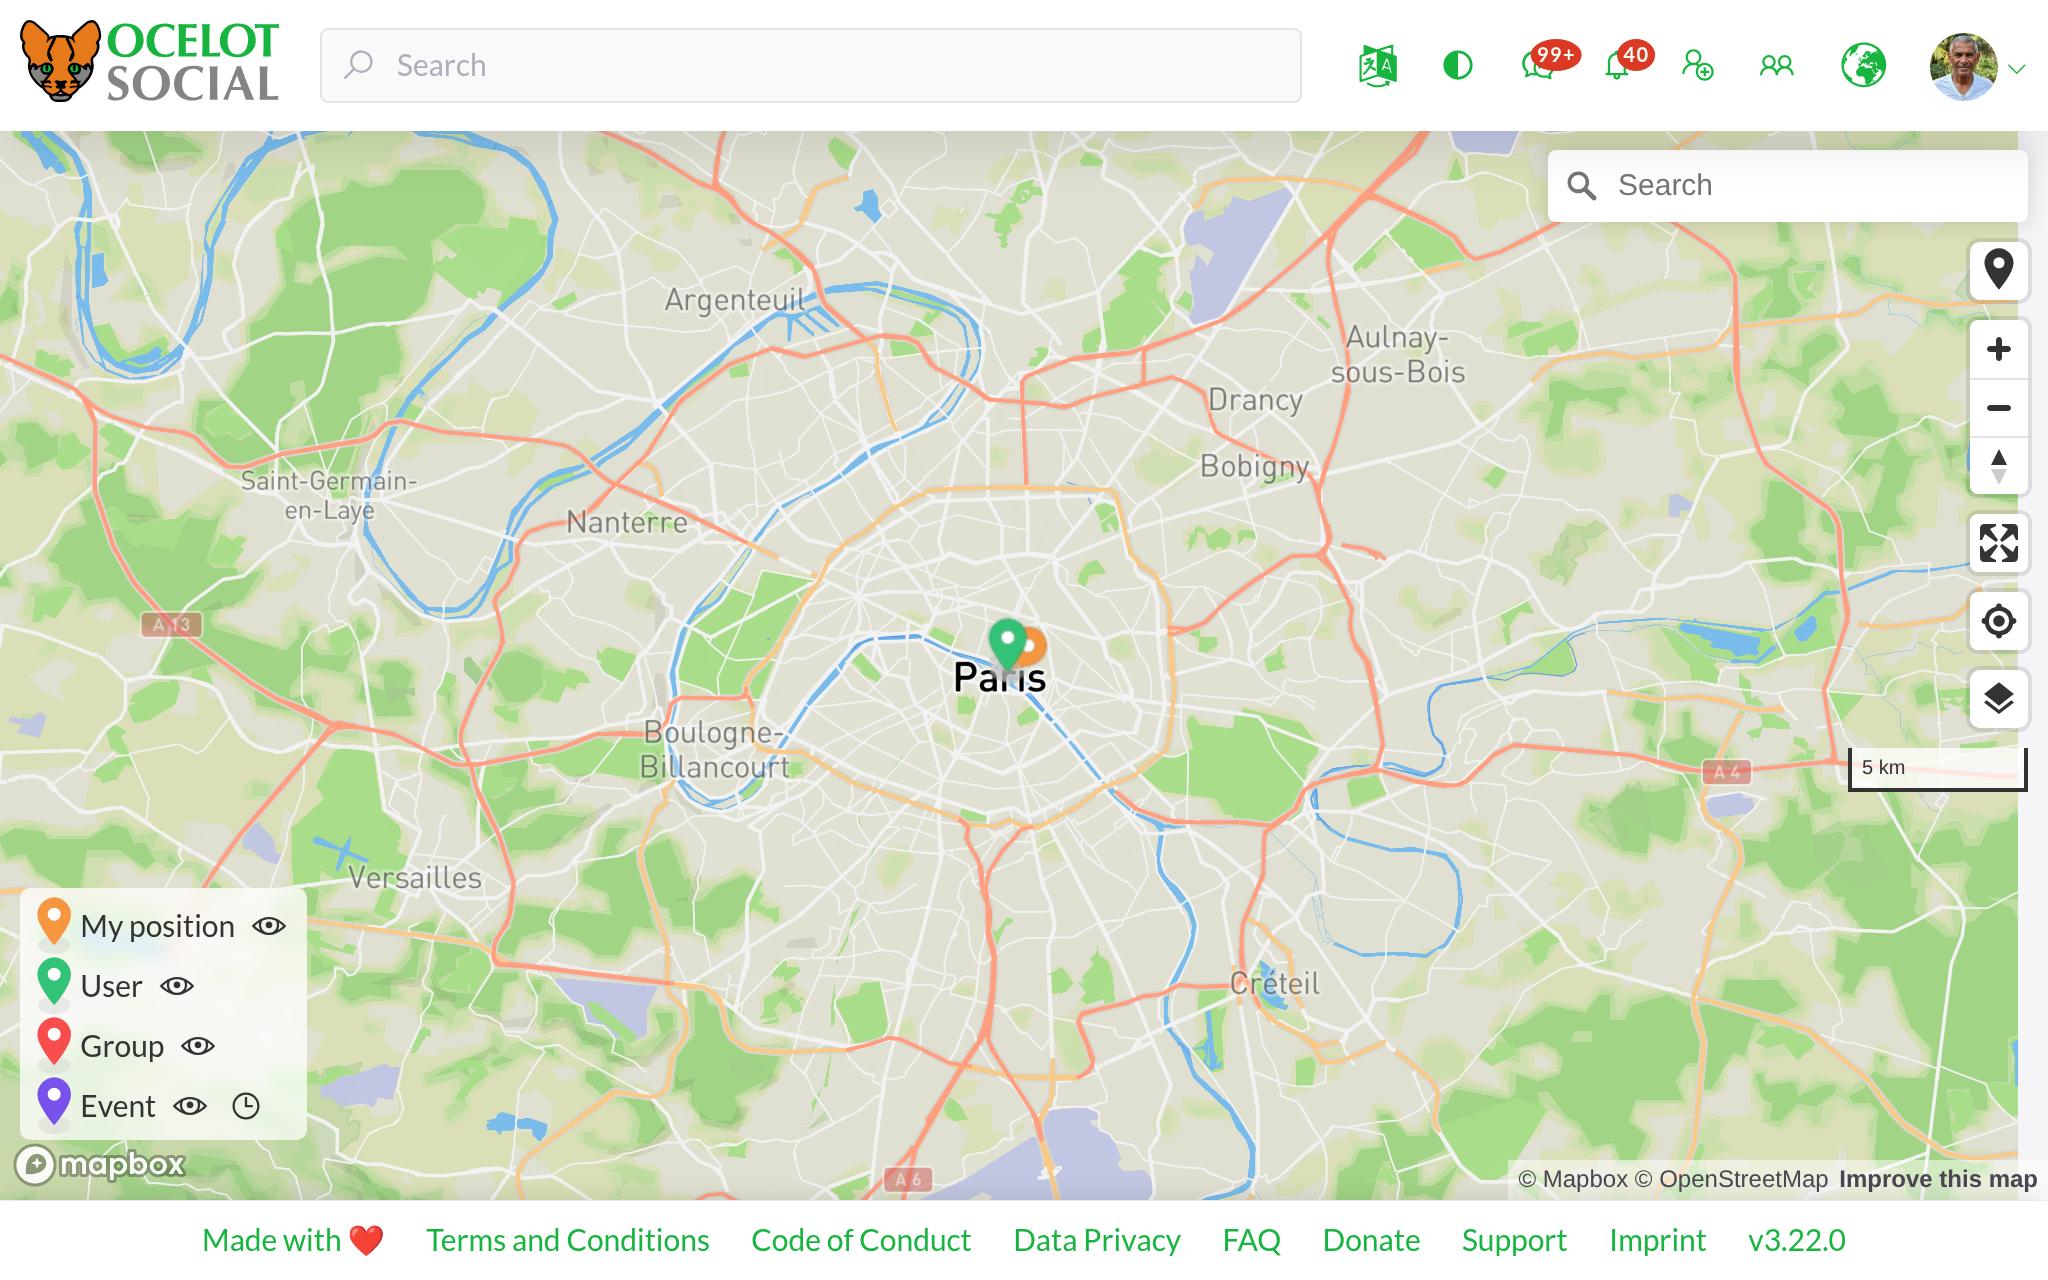 OCELOT
SOCIAL
Search
99+
40
Search
Argenteuil
Aulnay-
sous-Bois
Drancy
Bobigny
Saint-Germain-
en-Laye
Nanterre
A 13
Paris
Boulogne-
Billancourt
A 4
5 km
Versailles
My position
User
Group
Event
Créteil
mapbox
A 6
© Mapbox © OpenStreetMap Improve this map
Made with ❤️ Terms and Conditions Code of Conduct Data Privacy FAQ Donate Support Imprint v3.22.0